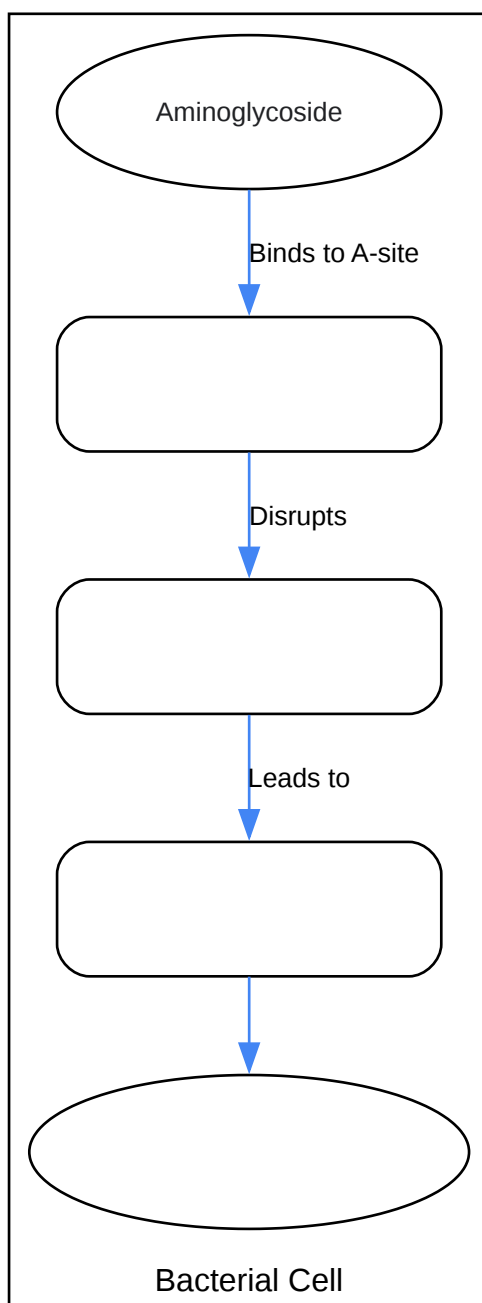 Aminoglycoside
Binds to A-site
Disrupts
Leads to
Bacterial Cell